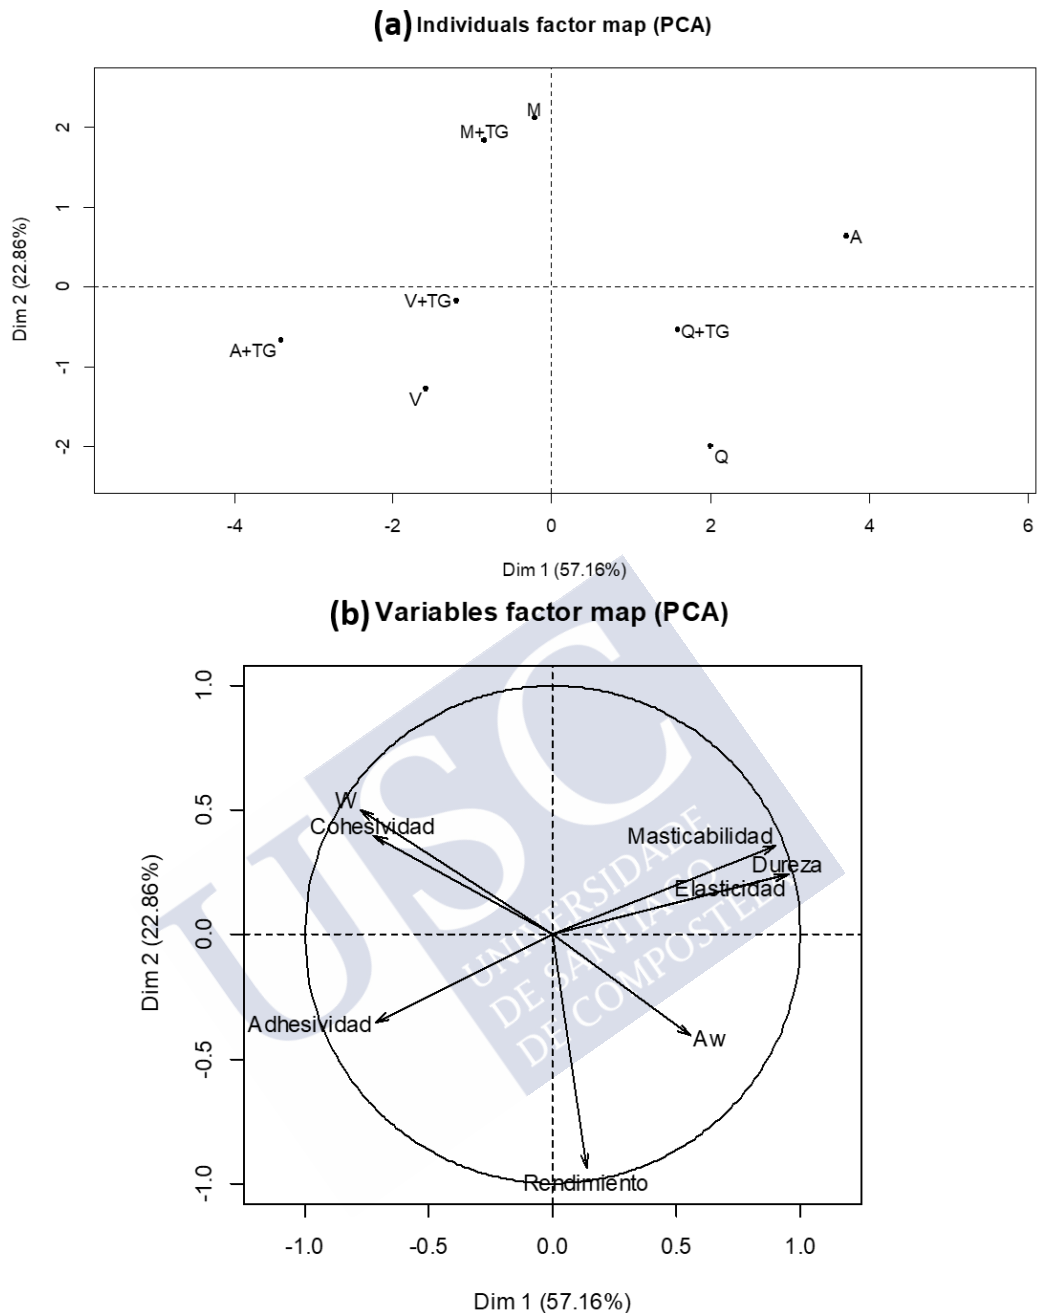 (a) Individuals factor map (PCA)
Dim 2 (22.86%)
2
1
0
-1
-2
M
M+TG
A
V+TG
Q+TG
A+TG
V
Q
-4
-2
0
2
4
6
Dim 1 (57.16%)
(b) Variables factor map (PCA)
Dim 2 (22.86%)
1.0
0.5
0.0
-0.5
-1.0
W
Cohesividad
Masticabilidad
Dureza
Elasticidad
Adhesividad
Aw
Rendimiento
USC
UNIVERSIDADE
DE SANTIAGO
DE COMPOSTELA
-1.0
-0.5
0.0
0.5
1.0
Dim 1 (57.16%)